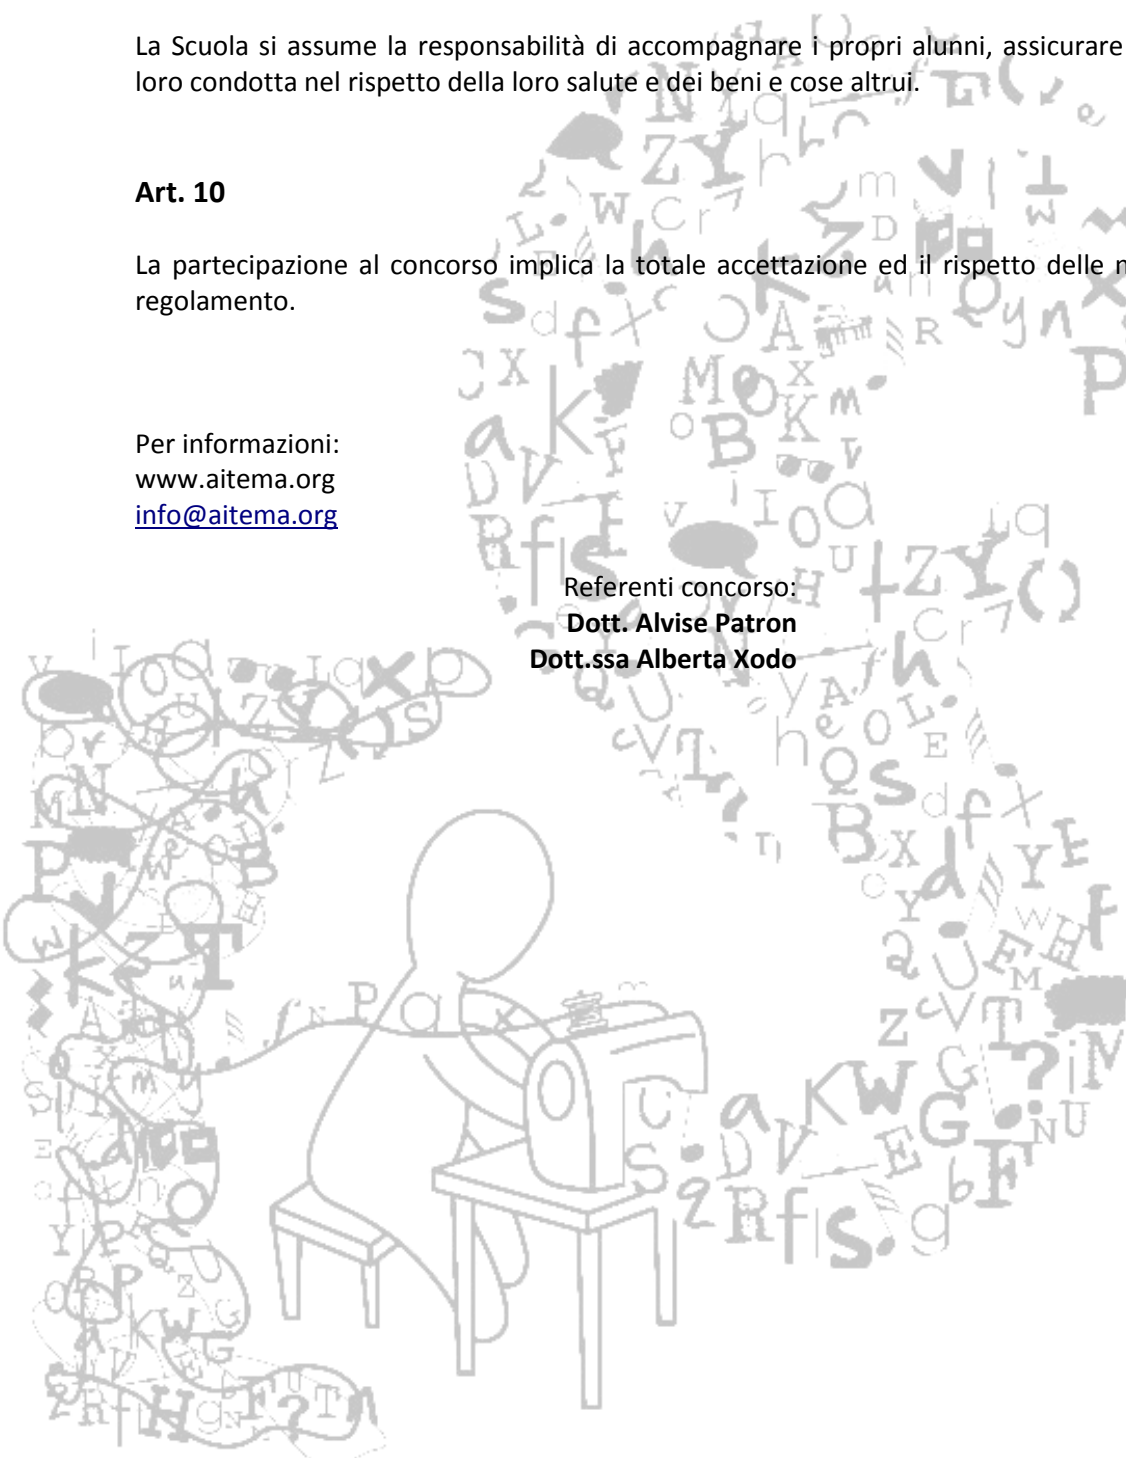 La Scuola si assume la responsabilità di accompagnare i propri alunni, assicurare
loro condotta nel rispetto della loro salute e dei beni e cose altrui.
Art. 10
La partecipazione al concorso implica la totale accettazione ed il rispetto delle
regolamento.
Per informazioni:
www.aitema.org
info@aitema.org
Referenti concorso:
Dott. Alvise Patron
Dott.ssa Alberta Xodo